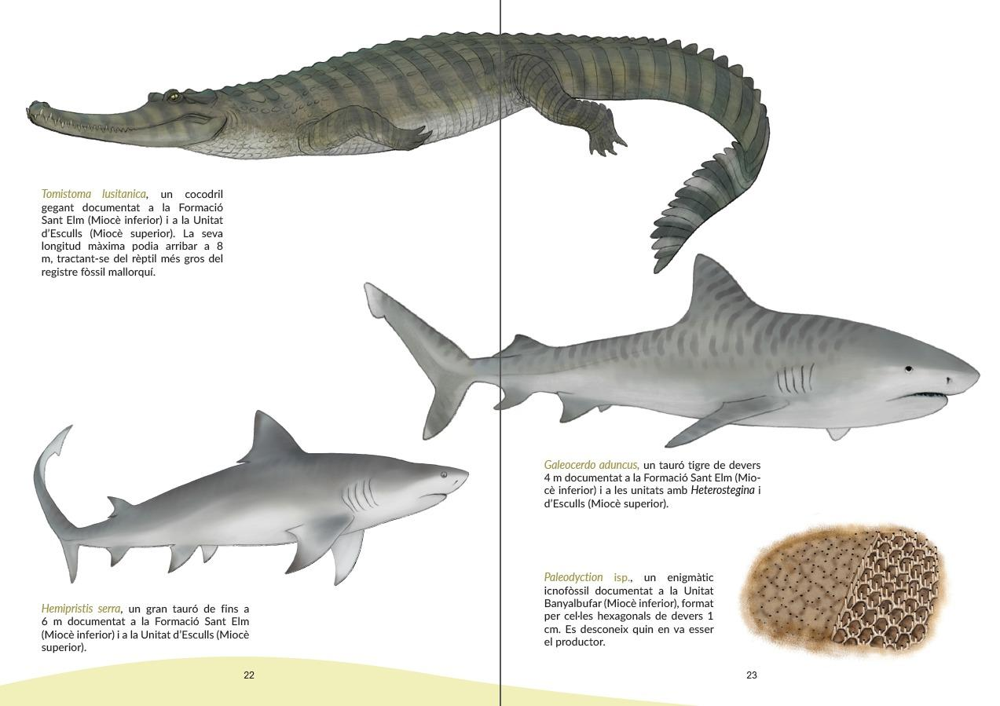 Tomistoma lusitanica, un cocodril
gegant documentat a la Formació
Sant Elm (Miocè inferior) i a la Unitat
d'Esculls (Miocè superior). La seva
longitud màxima podia arribar a 8
m, tractant-se del rèptil més gros del
registre fòssil mallorquí.
Hemipristis serra, un gran tauró de fins a
6 m documentat a la Formació Sant Elm
(Miocè inferior) i a la Unitat d'Esculls (Miocè
superior).
22
Galeocerdo aduncus, un tauró tigre de devers
4 m documentat a la Formació Sant Elm (Mio-
cè inferior) i a les unitats amb Heterostegina i
d'Esculls (Miocè superior).
Paleodyction isp., un enigmàtic
icnofòssil documentat a la Unitat
Banyalbufar (Miocè inferior), format
per cel·les hexagonals de devers 1
cm. Es desconeix quin en va esser
el productor.
23